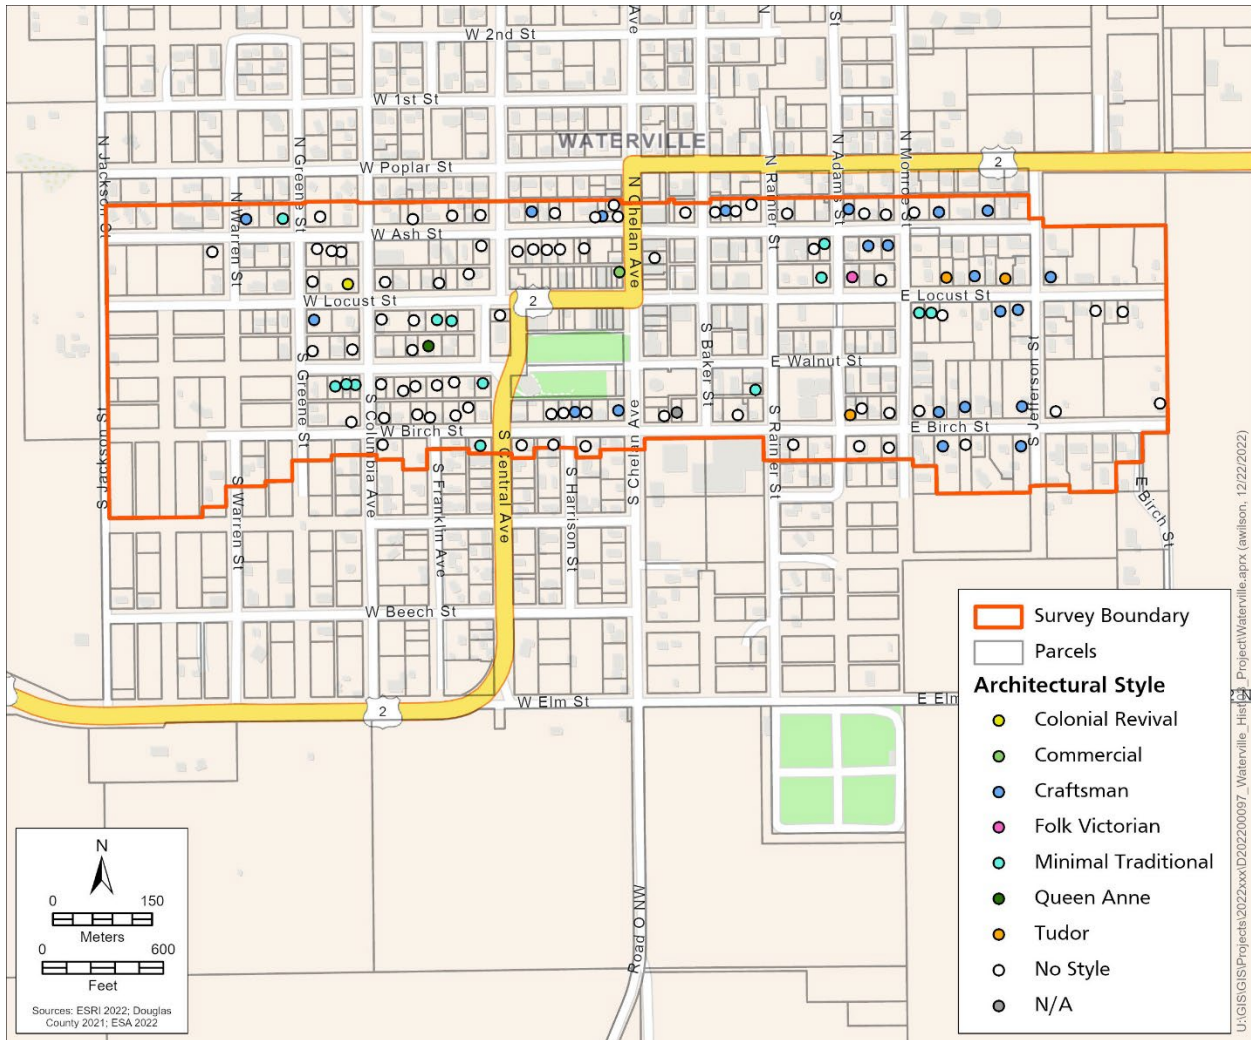 W 2nd St
Ave
N
St
W 1st St
WATERVILLE
W Poplar St
2
N Jackson Ct
N Warren St
N Greene St
N Chelan Ave
N Rainier St
N Adams St
N Monroe St
W Ash St
W Locust St
2
E Locust St
S Baker St
E Walnut St
S Jefferson St
S Greene St
S Columbia Ave
W Birch St
S Chelan Ave
S Rainier St
E Birch St
S Jackson St
S Warren St
S Franklin Ave
S Central Ave
S Harrison St
E Birch St
W Beech St
W Elm St
2
E Elm
2 N
Road O NW
Survey Boundary
Parcels
Architectural Style
Colonial Revival
Commercial
Craftsman
Folk Victorian
Minimal Traditional
Queen Anne
Tudor
No Style
N/A
N
0 150
Meters
0 600
Feet
Sources: ESRI 2022; Douglas
County 2021; ESA 2022